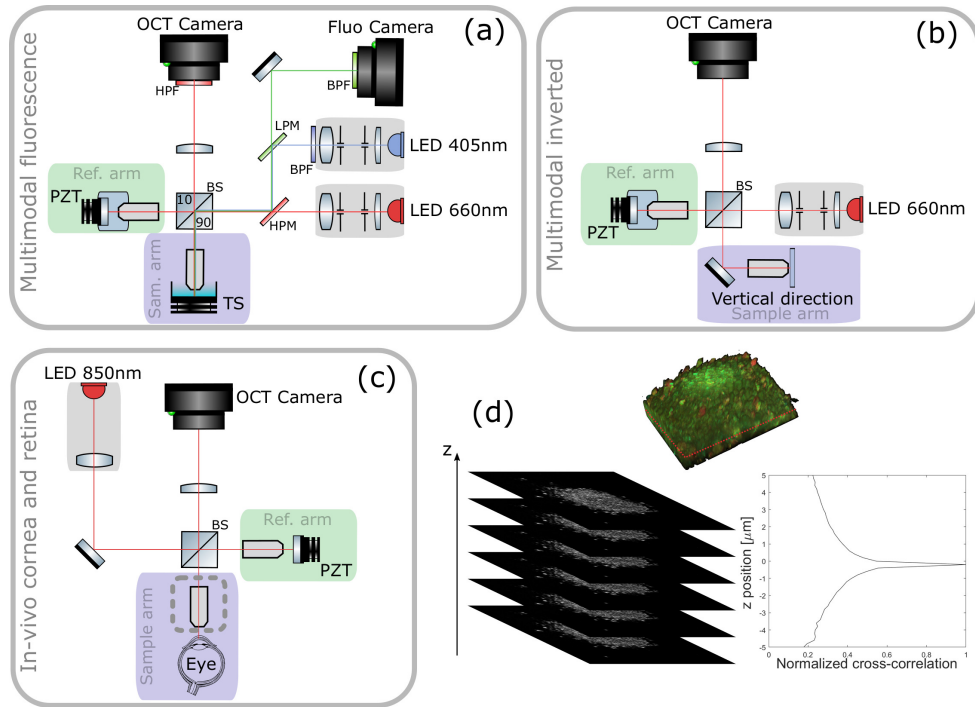 OCT Camera
Fluo Camera
(a)
Multimodal fluorescence
HPF
BPF
LPM
LED 405nm
BPF
Ref. arm
PZT
BS
10
90
HPM
LED 660nm
Sam. arm
TS
OCT Camera
(b)
Multimodal inverted
Ref. arm
PZT
BS
LED 660nm
Vertical direction
Sample arm
LED 850nm
(c)
OCT Camera
In-vivo cornea and retina
BS
Ref. arm
PZT
Sample arm
Eye
(d)
z
z position [μm]
5
4
3
2
1
0
-1
-2
-3
-4
-5
0 0.2 0.4 0.6 0.8 1
Normalized cross-correlation